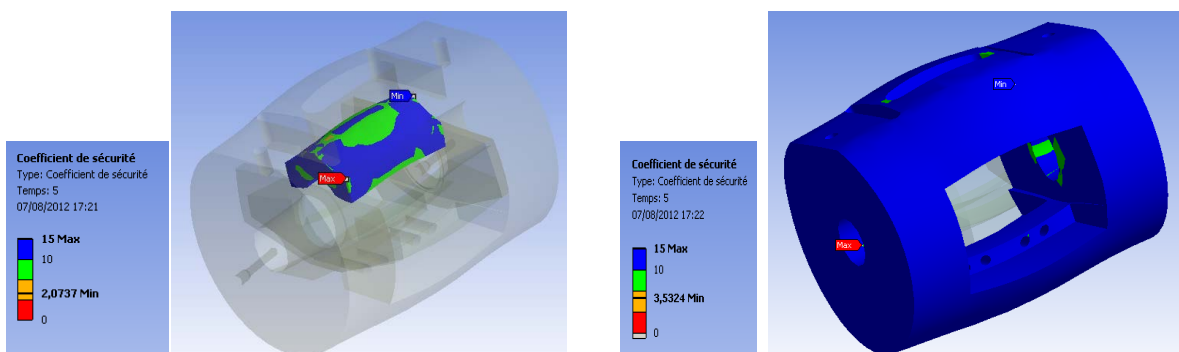 Coefficient de sécurité
Type: Coefficient de sécurité
Temps: 5
07/08/2012 17:21
15 Max
10
2,0737 Min
0
Min
Max
Coefficient de sécurité
Type: Coefficient de sécurité
Temps: 5
07/08/2012 17:22
15 Max
10
3,5324 Min
0
Min
Max